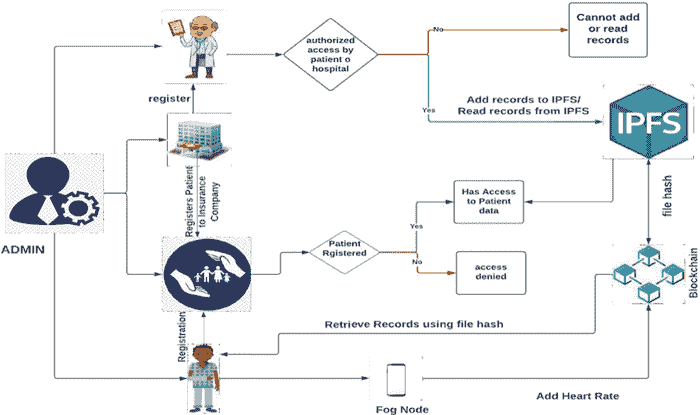 authorized
access by
patient o
hospital
No
Cannot add
or read
records
register
Yes
Add records to IPFS/
Read records from IPFS
IPFS
ADMIN
Registers Patient
to Insurance
Company
Patient
Rgistered
Yes
Has Access
to Patient
data
No
access
denied
file hash
Blockchain
Retrieve Records using file hash
Registration
Fog Node
Add Heart Rate